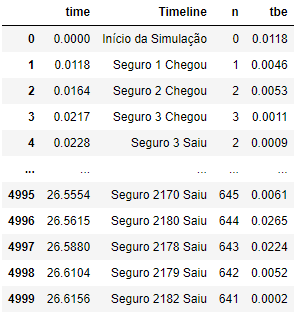 time Timeline n tbe
0 0.0000 Início da Simulação 0 0.0118
1 0.0118 Seguro 1 Chegou 1 0.0046
2 0.0164 Seguro 2 Chegou 2 0.0053
3 0.0217 Seguro 3 Chegou 3 0.0011
4 0.0228 Seguro 3 Saiu 2 0.0009
... ... ... ... ...
4995 26.5554 Seguro 2170 Saiu 645 0.0061
4996 26.5615 Seguro 2180 Saiu 644 0.0265
4997 26.5880 Seguro 2178 Saiu 643 0.0224
4998 26.6104 Seguro 2179 Saiu 642 0.0052
4999 26.6156 Seguro 2182 Saiu 641 0.0002